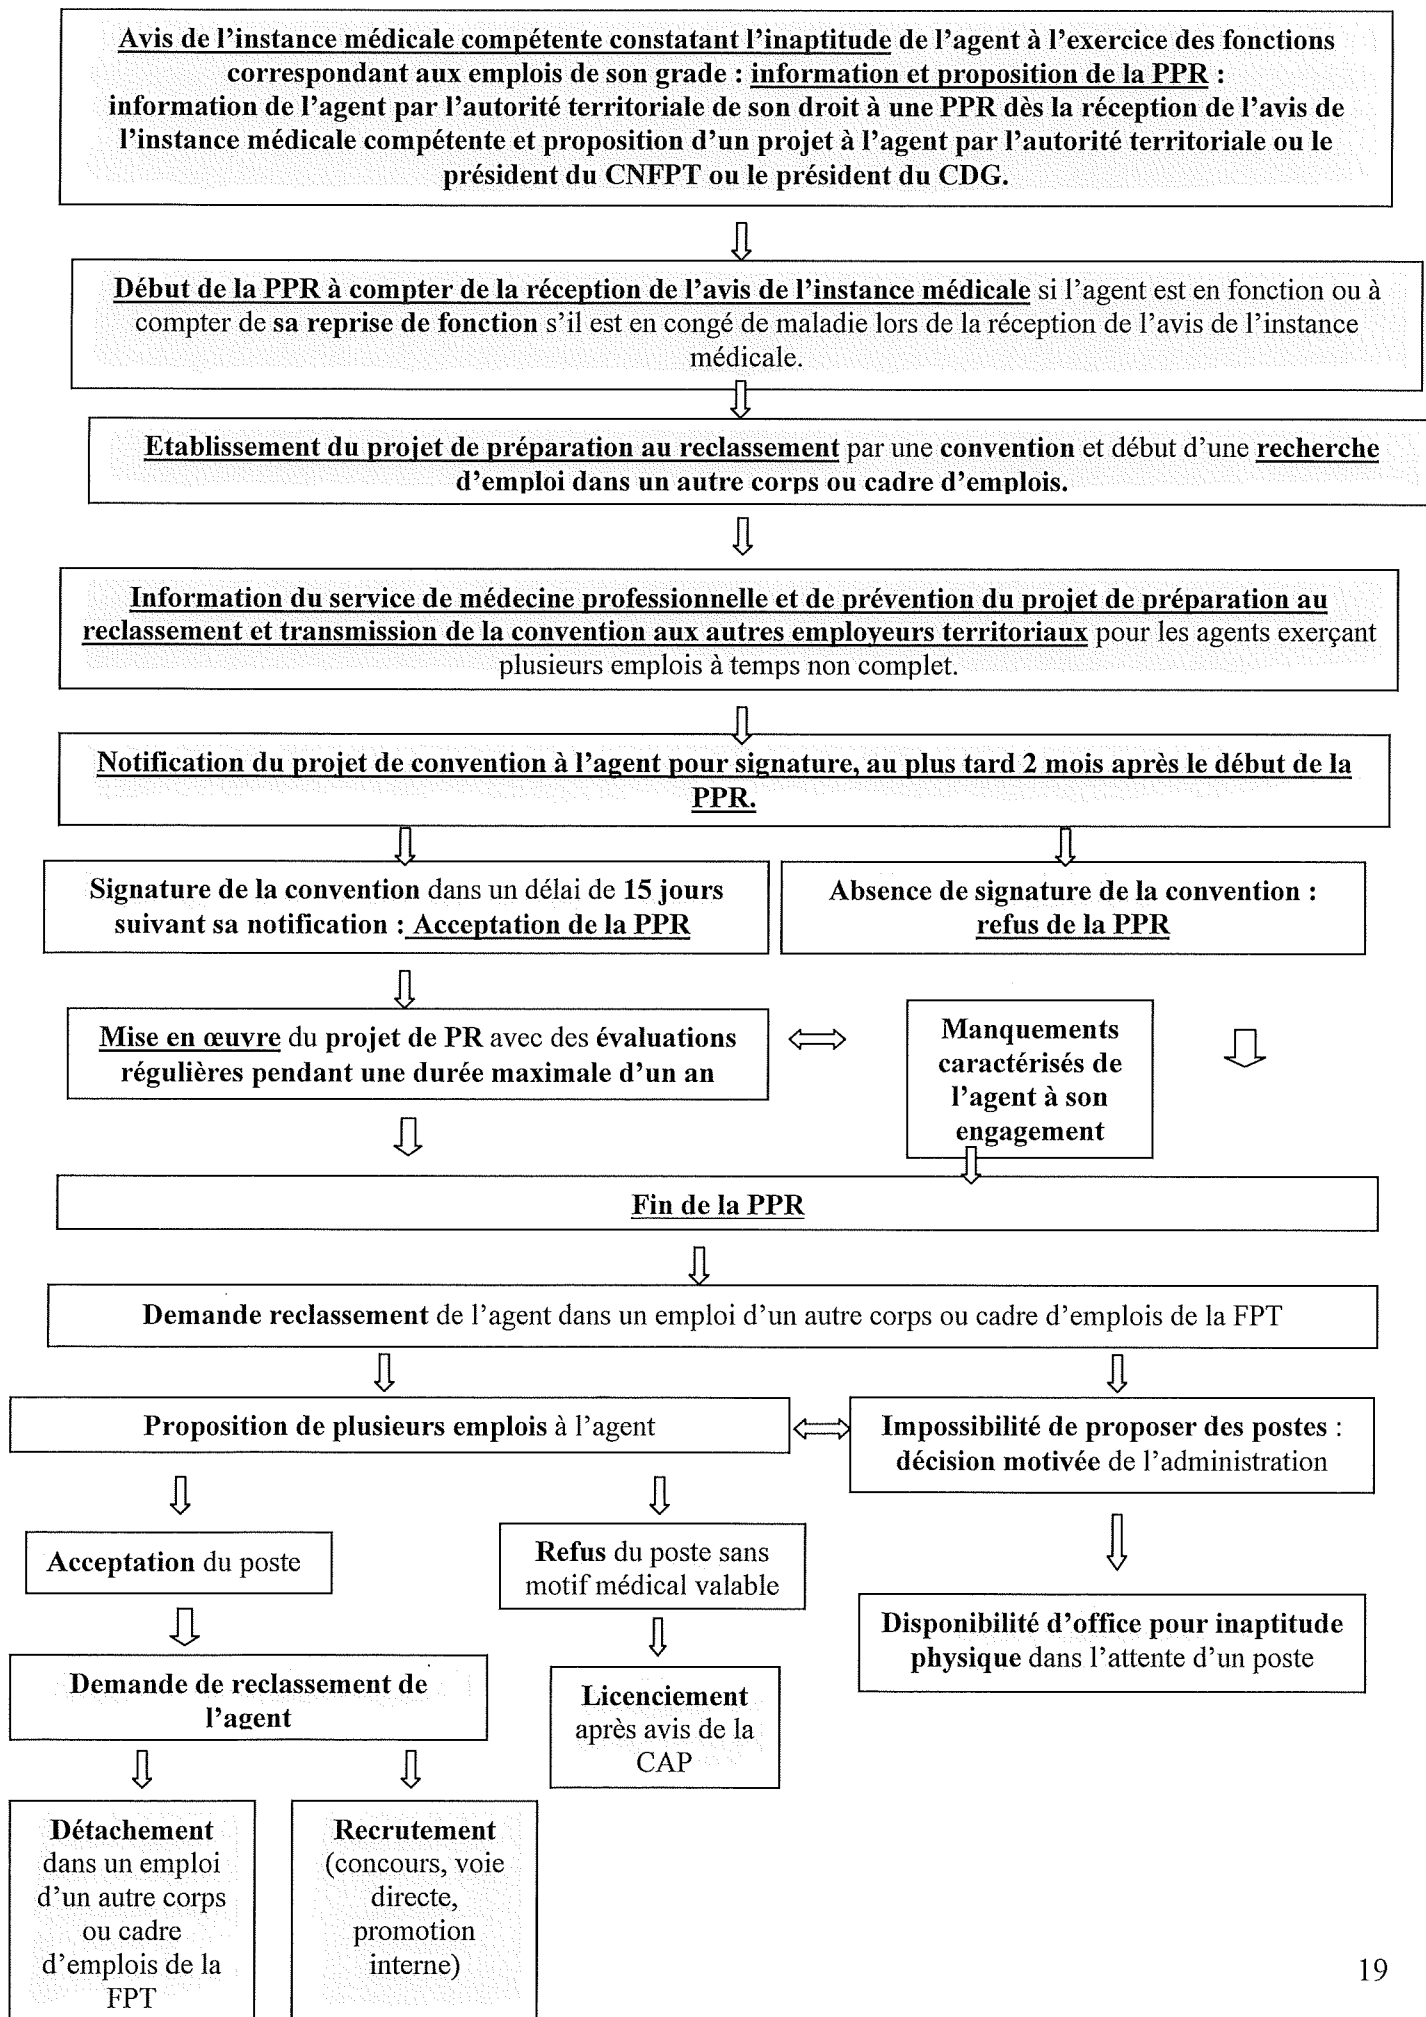 Avis de l’instance médicale compétente constatant l’inaptitude de l’agent à l’exercice des fonctions
correspondant aux emplois de son grade : information et proposition de la PPR :
information de l’agent par l’autorité territoriale de son droit à une PPR dès la réception de l’avis de
l’instance médicale compétente et proposition d’un projet à l’agent par l’autorité territoriale ou le
président du CNFPT ou le président du CDG.
Début de la PPR à compter de la réception de l’avis de l’instance médicale si l’agent est en fonction ou à
compter de sa reprise de fonction s’il est en congé de maladie lors de la réception de l’avis de l’instance
médicale.
Etablissement du projet de préparation au reclassement par une convention et début d’une recherche
d’emploi dans un autre corps ou cadre d’emplois.
Information du service de médecine professionnelle et de prévention du projet de préparation au
reclassement et transmission de la convention aux autres employeurs territoriaux pour les agents exerçant
plusieurs emplois à temps non complet.
Notification du projet de convention à l’agent pour signature, au plus tard 2 mois après le début de la
PPR.
Signature de la convention dans un délai de 15 jours
suivant sa notification : Acceptation de la PPR
Absence de signature de la convention :
refus de la PPR
Mise en œuvre du projet de PR avec des évaluations
régulières pendant une durée maximale d’un an
Manquements
caractérisés de
l’agent à son
engagement
Fin de la PPR
Demande reclassement de l’agent dans un emploi d’un autre corps ou cadre d’emplois de la FPT
Proposition de plusieurs emplois à l’agent
Impossibilité de proposer des postes :
décision motivée de l’administration
Acceptation du poste
Refus du poste sans
motif médical valable
Disponibilité d’office pour inaptitude
physique dans l’attente d’un poste
Demande de reclassement de
l’agent
Licenciement
après avis de la
CAP
Détachement
dans un emploi
d’un autre corps
ou cadre
d’emplois de la
FPT
Recrutement
(concours, voie
directe,
promotion
interne)
19